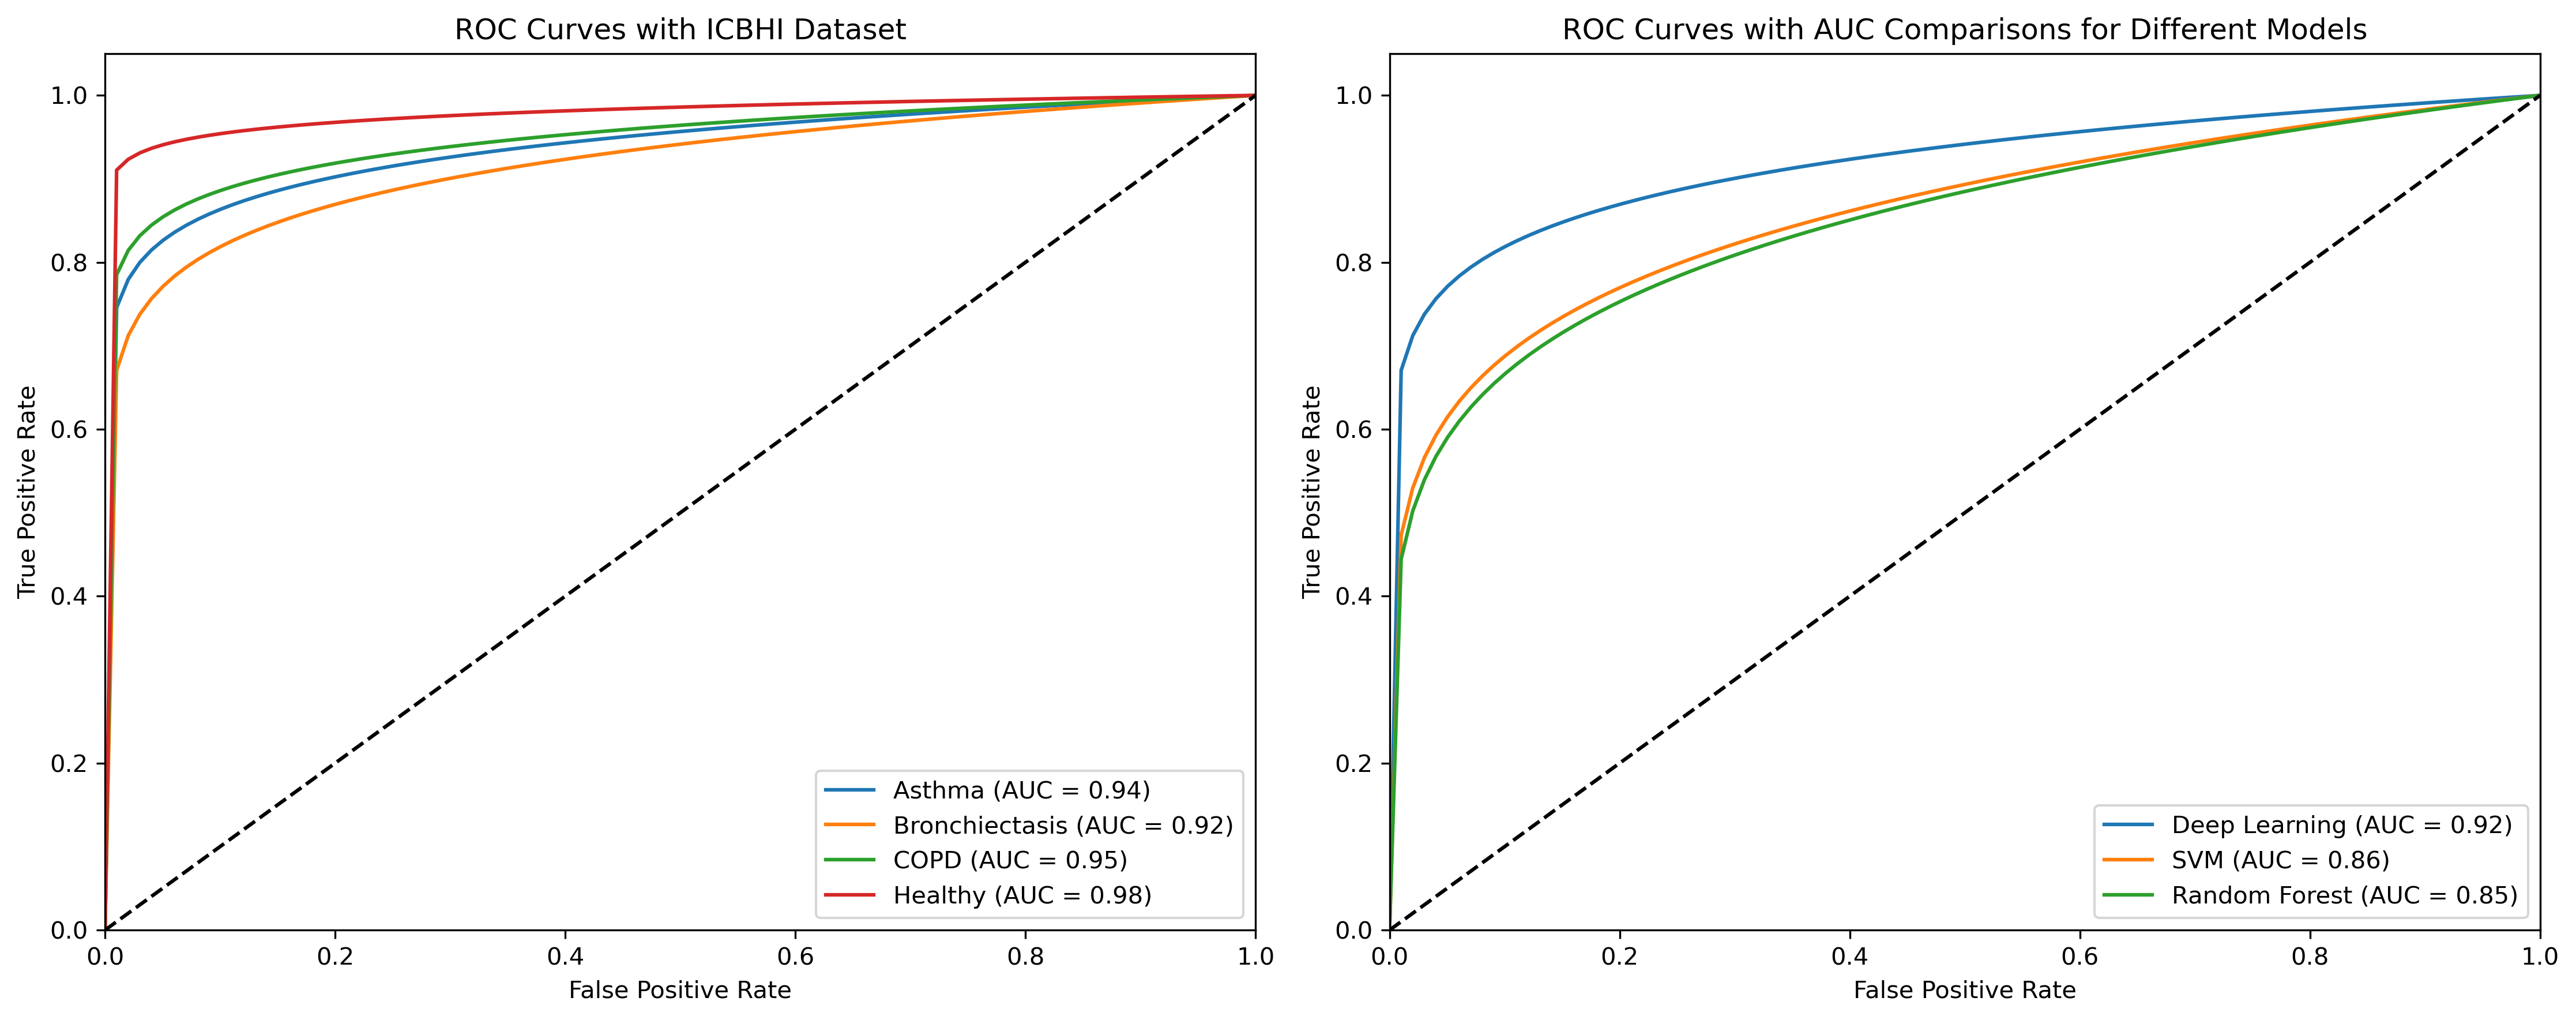 ROC Curves with ICBHI Dataset
True Positive Rate
1.0
0.8
0.6
0.4
0.2
0.0
0.0 0.2 0.4 0.6 0.8 1.0
False Positive Rate
Asthma (AUC = 0.94)
Bronchiectasis (AUC = 0.92)
COPD (AUC = 0.95)
Healthy (AUC = 0.98)
ROC Curves with AUC Comparisons for Different Models
True Positive Rate
1.0
0.8
0.6
0.4
0.2
0.0
0.0 0.2 0.4 0.6 0.8 1.0
False Positive Rate
Deep Learning (AUC = 0.92)
SVM (AUC = 0.86)
Random Forest (AUC = 0.85)